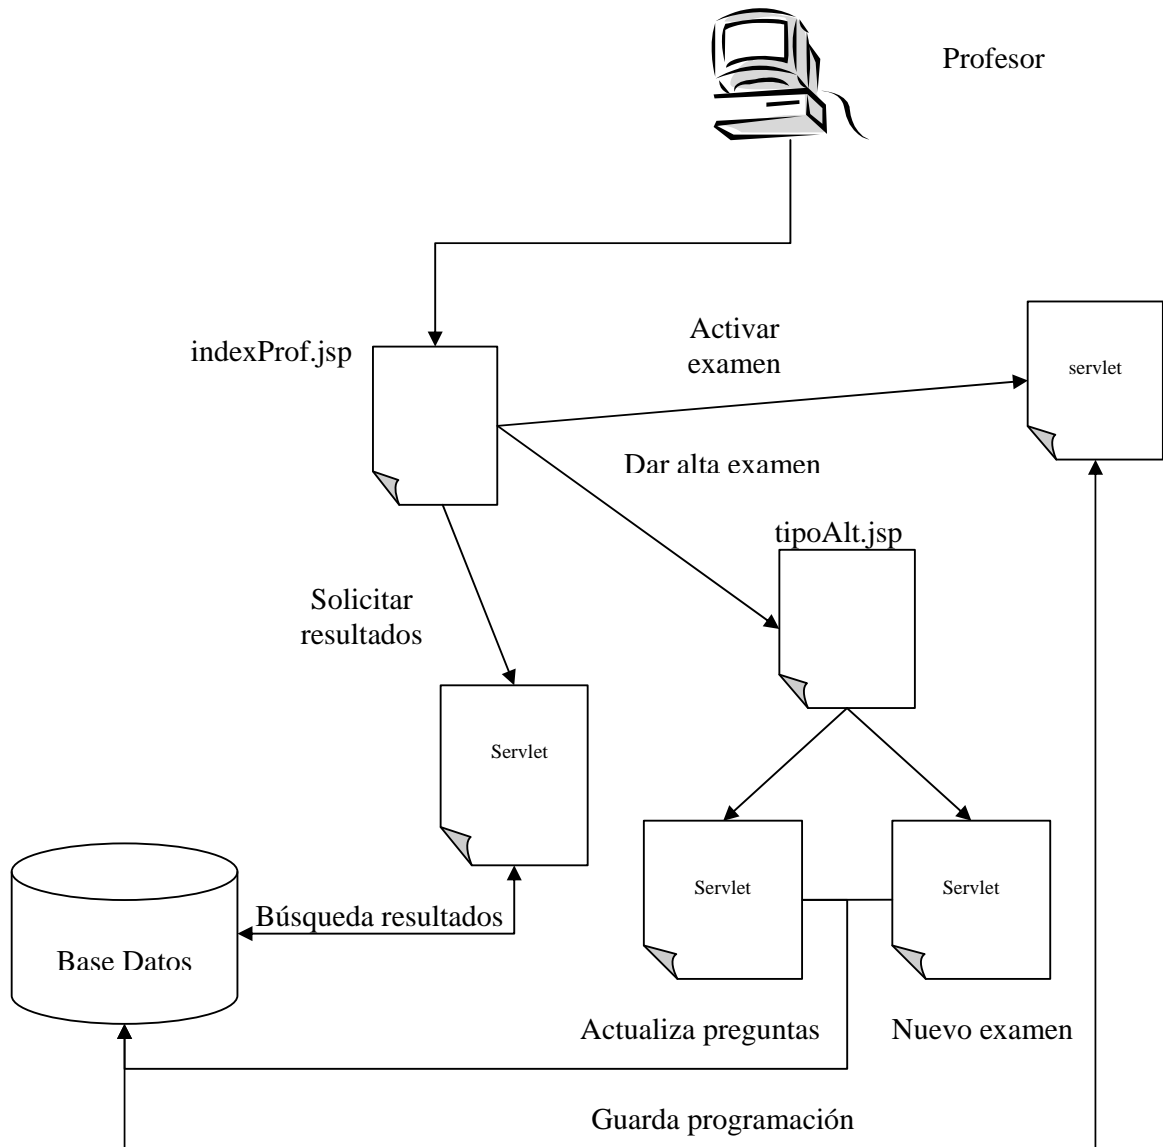 Profesor
Activar
examen
indexProf.jsp
servlet
Dar alta examen
tipoAlt.jsp
Solicitar
resultados
Servlet
Servlet
Servlet
Búsqueda resultados
Base Datos
Actualiza preguntas
Nuevo examen
Guarda programación